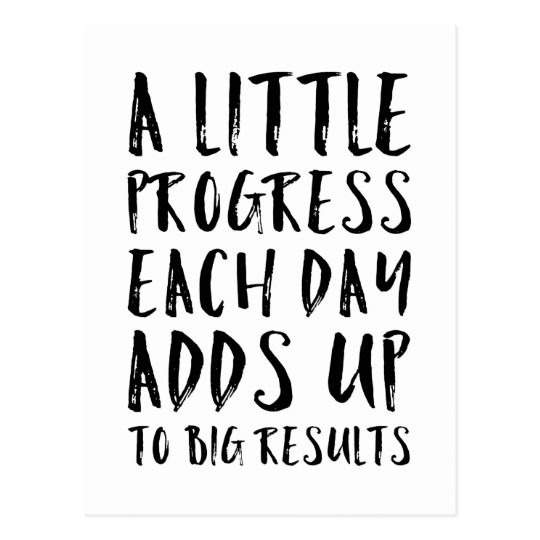 A LITTLE
PROGRESS
EACH DAY
ADDS UP
TO BIG RESULTS